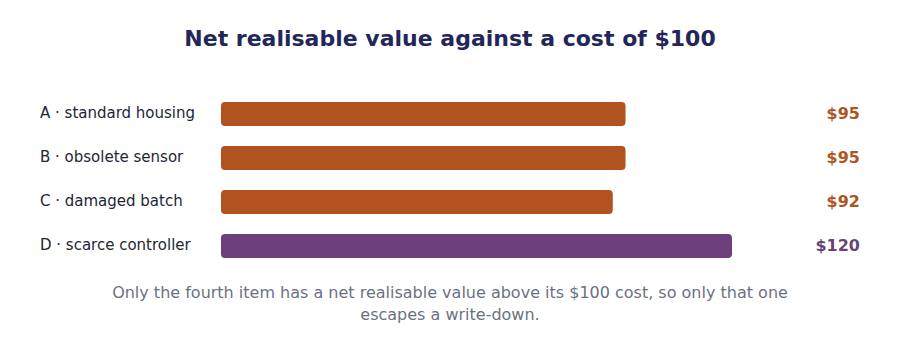 Net realisable value against a cost of $100
A · standard housing $95
B · obsolete sensor $95
C · damaged batch $92
D · scarce controller $120
Only the fourth item has a net realisable value above its $100 cost, so only that one
escapes a write-down.